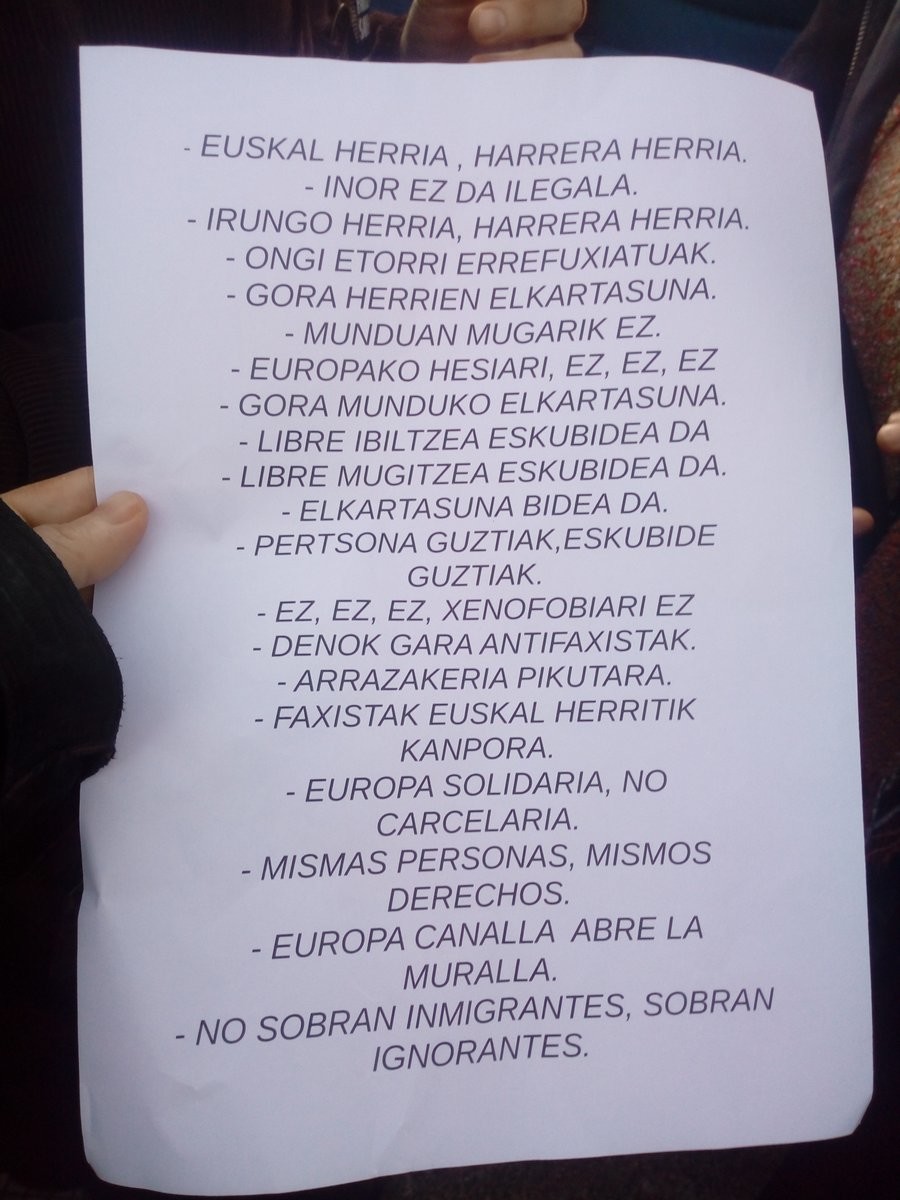 - EUSKAL HERRIA , HARRERA HERRIA.
- INOR EZ DA ILEGALA.
- IRUNGO HERRIA, HARRERA HERRIA.
- ONGI ETORRI ERREFUXIATUAK.
- GORA HERRIEN ELKARTASUNA.
- MUNDUAN MUGARIK EZ.
- EUROPAKO HESIARI, EZ, EZ, EZ
- GORA MUNDUKO ELKARTASUNA.
- LIBRE IBILTZEA ESKUBIDEA DA
- LIBRE MUGITZEA ESKUBIDEA DA.
- ELKARTASUNA BIDEA DA.
- PERTSONA GUZTIAK,ESKUBIDE
GUZTIAK.
- EZ, EZ, EZ, XENOFOBIARI EZ
- DENOK GARA ANTIFAXISTAK.
- ARRAZAKERIA PIKUTARA.
- FAXISTAK EUSKAL HERRITIK
KANPORA.
- EUROPA SOLIDARIA, NO
CARCELARIA.
- MISMAS PERSONAS, MISMOS
DERECHOS.
- EUROPA CANALLA  ABRE LA
MURALLA.
- NO SOBRAN INMIGRANTES, SOBRAN
IGNORANTES.